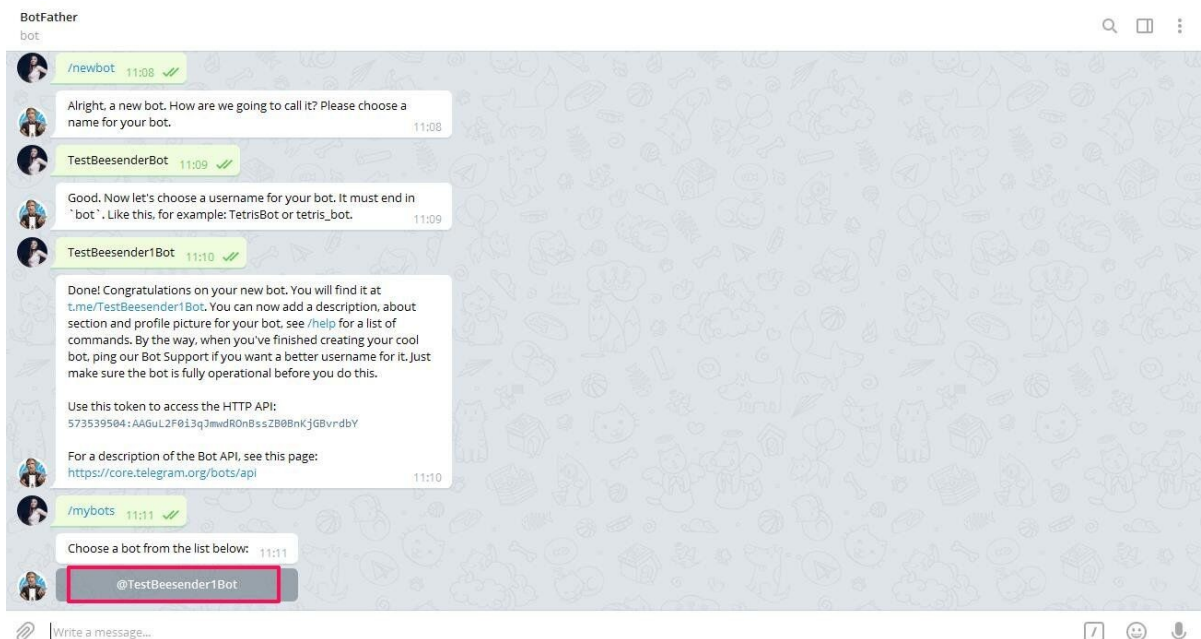 BotFather
bot
/newbot 11:08
Alright, a new bot. How are we going to call it? Please choose a
name for your bot. 11:08
TestBeesenderBot 11:09
Good. Now let's choose a username for your bot. It must end in
`bot`. Like this, for example: TetrisBot or tetris_bot. 11:09
TestBeesender1Bot 11:10
Done! Congratulations on your new bot. You will find it at
t.me/TestBeesender1Bot. You can now add a description, about
section and profile picture for your bot, see /help for a list of
commands. By the way, when you've finished creating your cool
bot, ping our Bot Support if you want a better username for it. Just
make sure the bot is fully operational before you do this.
Use this token to access the HTTP API:
573539504:AAGuL2F0i3qJmwdROnBssZB0BnKjGBvrdbY
For a description of the Bot API, see this page:
https://core.telegram.org/bots/api 11:10
/mybots 11:11
Choose a bot from the list below: 11:11
@TestBeesender1Bot
Write a message...